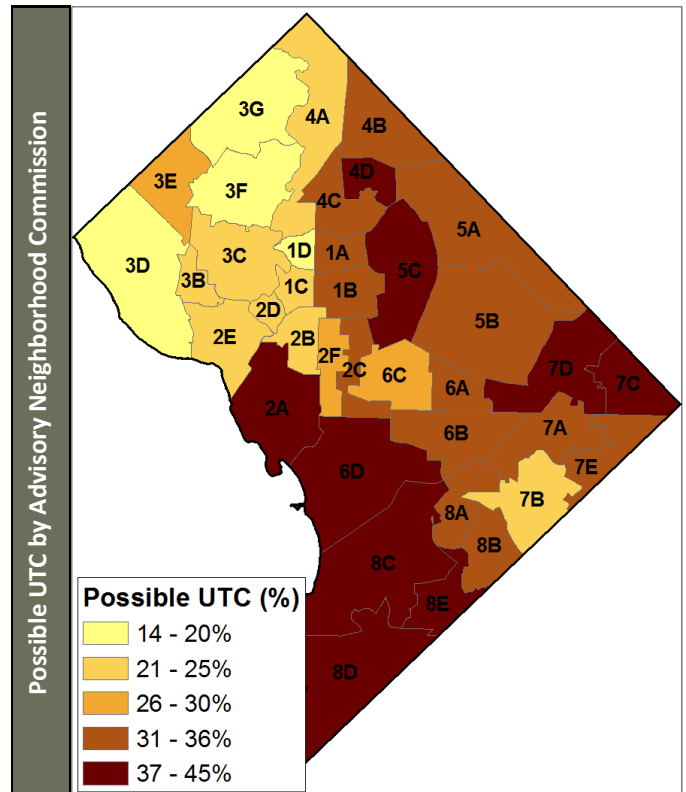 Possible UTC by Advisory Neighborhood Commission
3G
4A
4B
3E
3F
4D
4C
5A
3D
3C
1D
1A
5C
3B
1C
1B
2D
5B
2E
2B
2F
2C
6C
7D
7C
6A
2A
6B
7A
6D
7E
7B
8A
8B
8C
8E
8D
Possible UTC (%)
14 - 20%
21 - 25%
26 - 30%
31 - 36%
37 - 45%